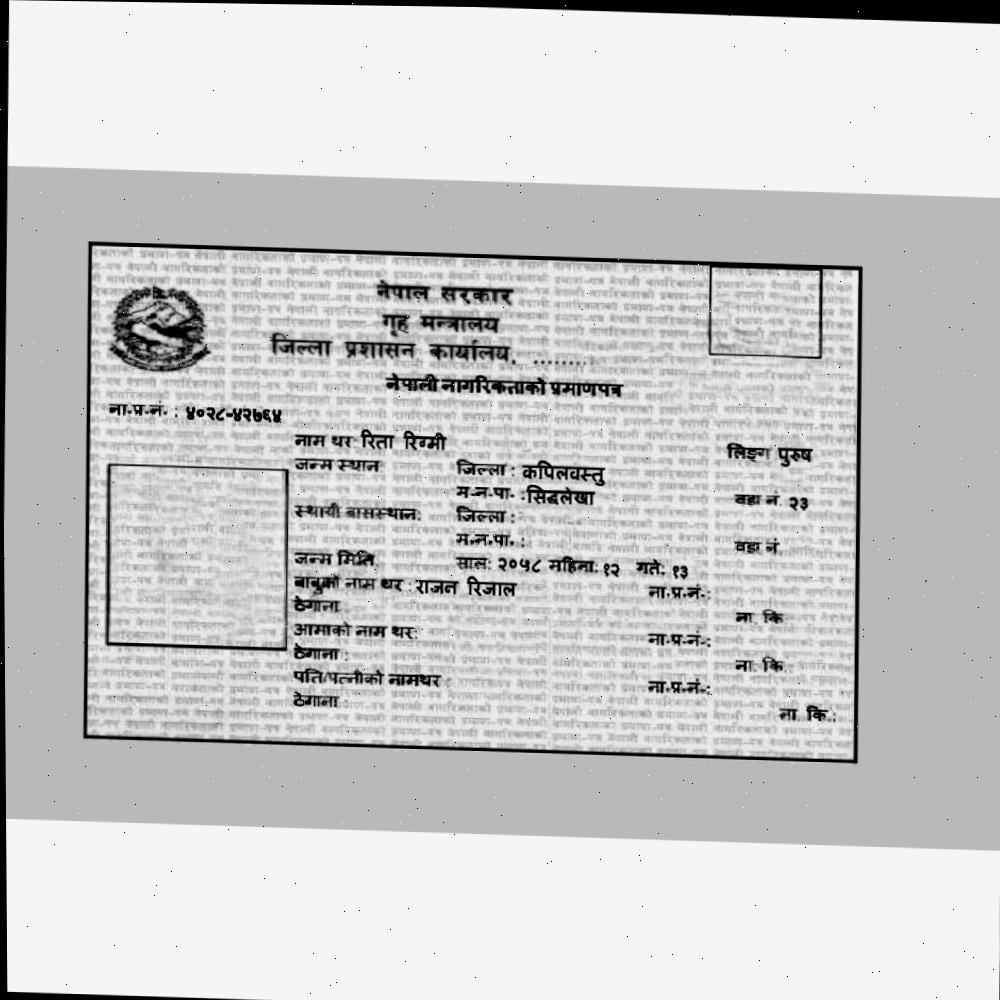 नेपाल सरकार
गृह मन्त्रालय
जिल्ला प्रशासन कार्यालय, .........
नेपाली नागरिकताको प्रमाणपत्र
ना.प्र.नं. : ४०२८-४२७६४
नाम थर: रिता रिग्मी लिङ्ग पुरुष
जन्म स्थान जिल्ला : कपिलवस्तु
म.न.पा. :सिद्धलेखा वडा नं. २३
स्थायी बासस्थान: जिल्ला :
म.न.पा. : वडा नं
जन्म मिति साल: २०५८ महिना: १२ गते: १३
बाबुको नाम थर : राजन रिजाल ना.प्र.नं.:
ठेगाना ना. कि
आमाको नाम थर: ना.प्र.नं.:
ठेगाना : ना. कि.:
पति/पत्नीको नामथर : ना.प्र.नं.:
ठेगाना : ना. कि.: